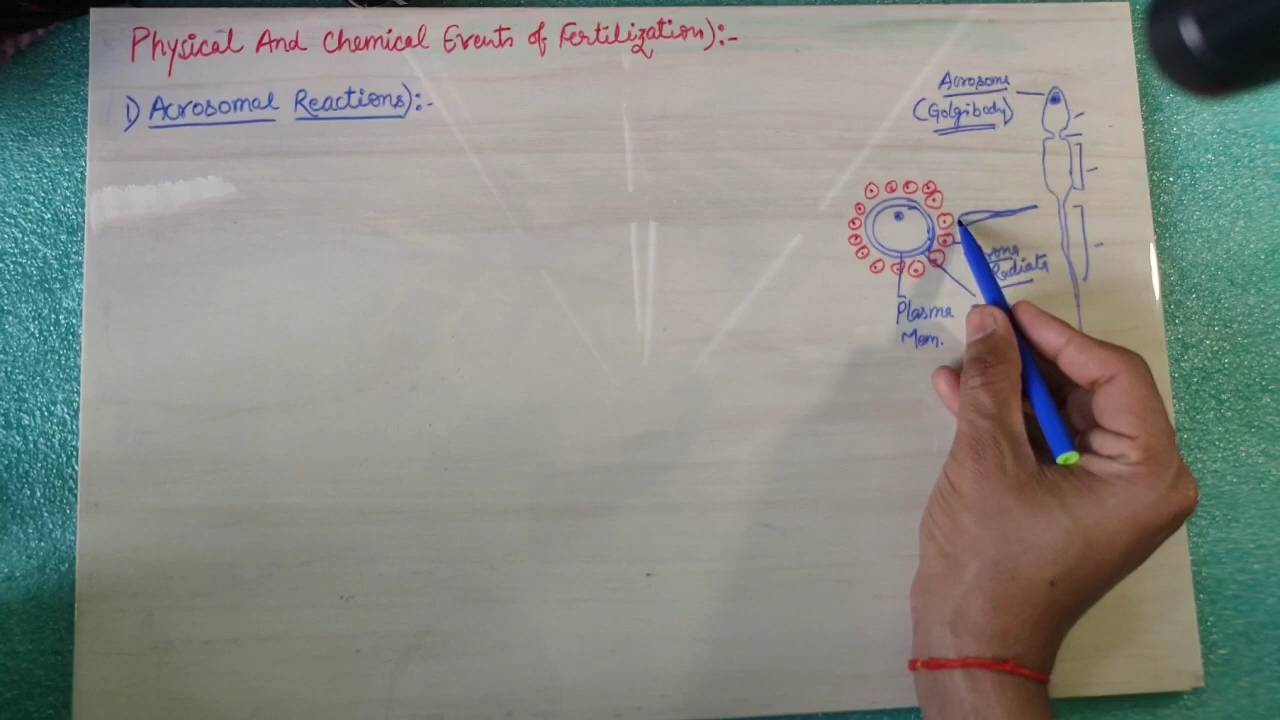 Physical And Chemical Events of Fertilization):-
1) Acrosomal Reactions):-
Acrosome
(Golgibody)
Radiata
Plasma
Mem.